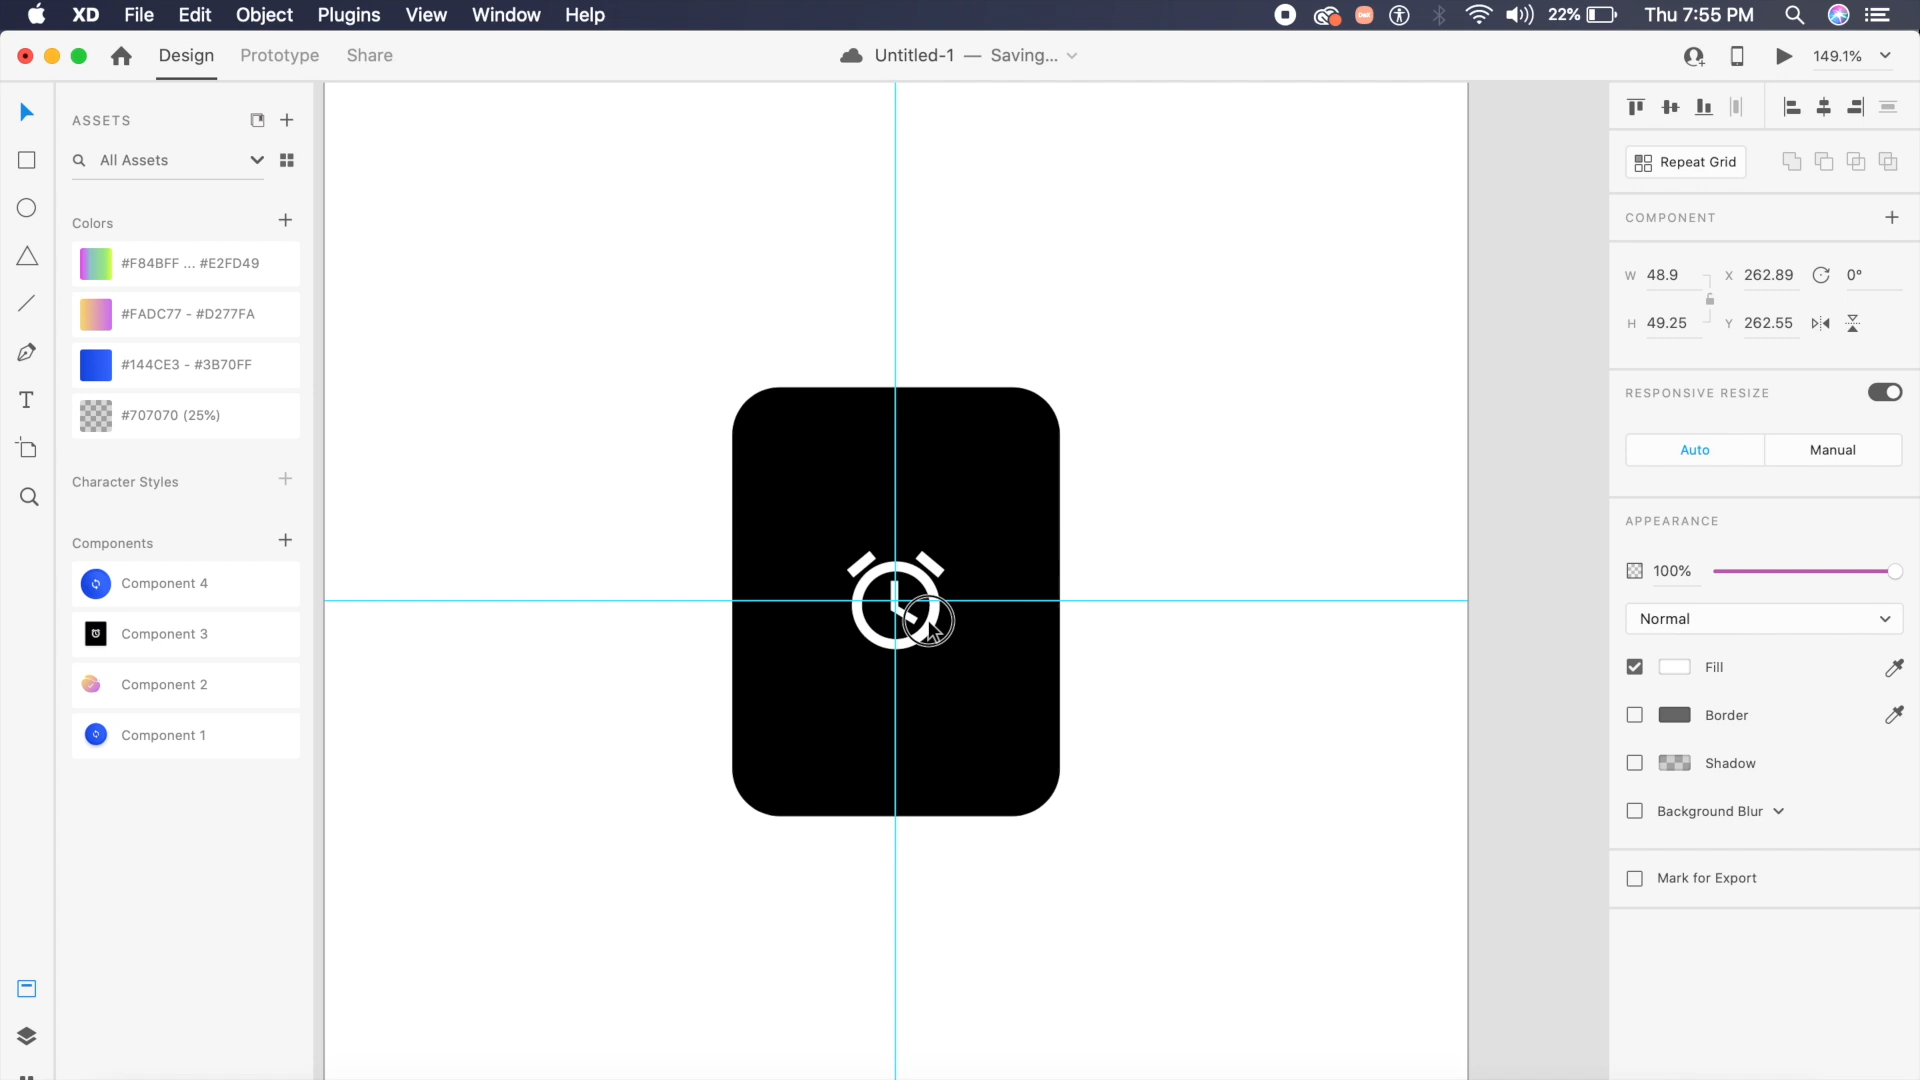 XD File Edit Object Plugins View Window Help 22% Thu 7:55 PM
Design Prototype Share Untitled-1 — Saving... 149.1%
ASSETS
All Assets
Colors
#F84BFF ... #E2FD49
#FADC77 - #D277FA
#144CE3 - #3B70FF
#707070 (25%)
Character Styles
Components
Component 4
Component 3
Component 2
Component 1
Repeat Grid
COMPONENT
W 48.9 X 262.89 0°
H 49.25 Y 262.55
RESPONSIVE RESIZE
Auto Manual
APPEARANCE
100%
Normal
Fill
Border
Shadow
Background Blur
Mark for Export